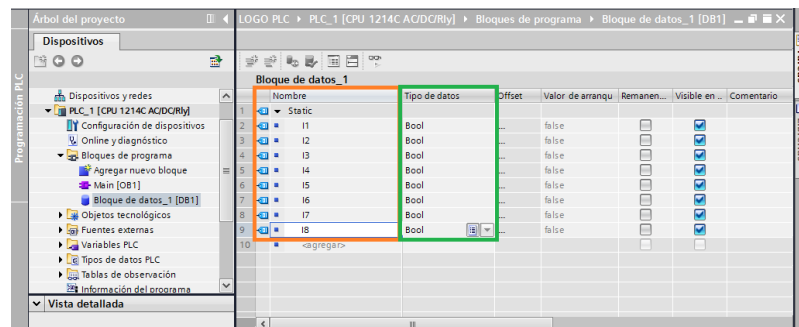 Árbol del proyecto
LOGO PLC ▸ PLC_1 [CPU 1214C AC/DC/Rly] ▸ Bloques de programa ▸ Bloque de datos_1 [DB1]
Dispositivos
Programación PLC
Dispositivos y redes
PLC_1 [CPU 1214C AC/DC/Rly]
Configuración de dispositivos
Online y diagnóstico
Bloques de programa
Agregar nuevo bloque
Main [OB1]
Bloque de datos_1 [DB1]
Objetos tecnológicos
Fuentes externas
Variables PLC
Tipos de datos PLC
Tablas de observación
Información del programa
Vista detallada
Bloque de datos_1
Nombre Tipo de datos Offset Valor de arranqu Remanen... Visible en .. Comentario
1 Static
2 I1 Bool ... false
3 I2 Bool ... false
4 I3 Bool ... false
5 I4 Bool ... false
6 I5 Bool ... false
7 I6 Bool ... false
8 I7 Bool ... false
9 I8 Bool ... false
10 <agregar>